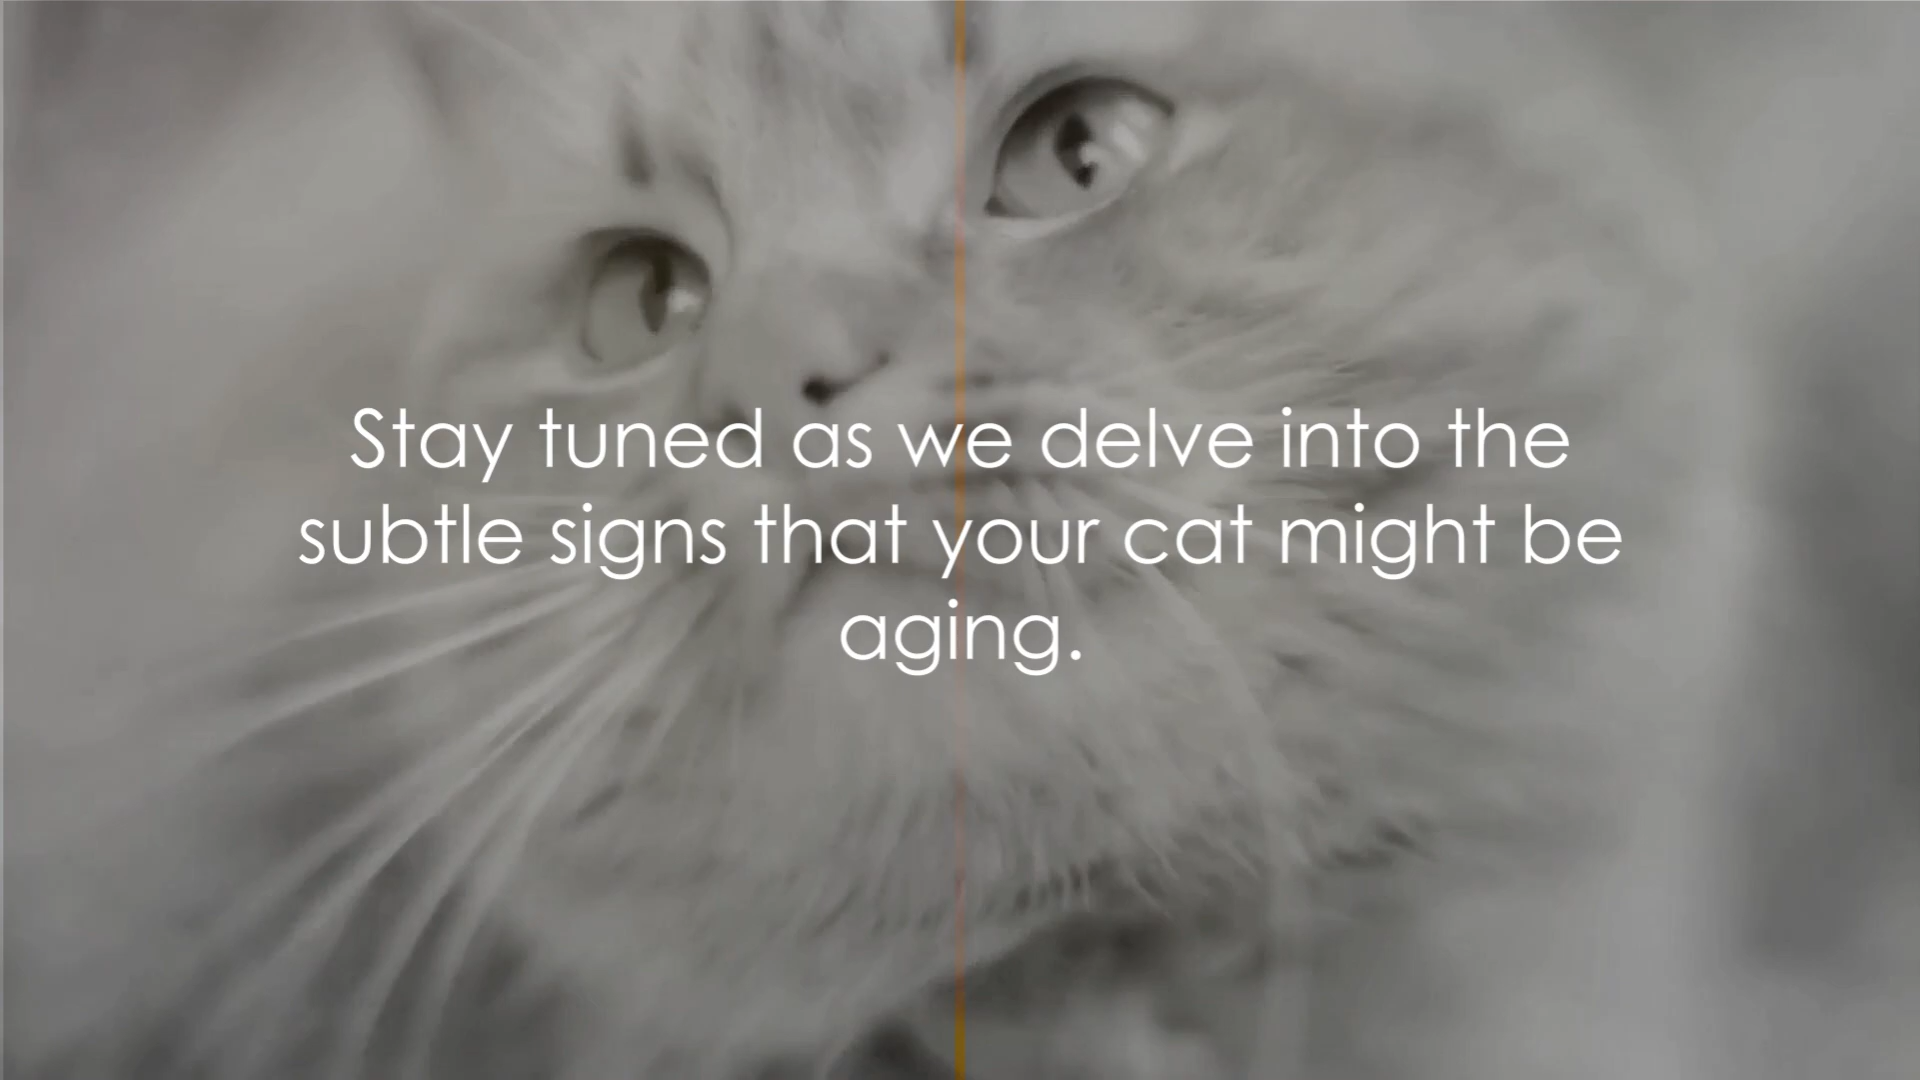 Stay tuned as we delve into the
subtle signs that your cat might be
aging.